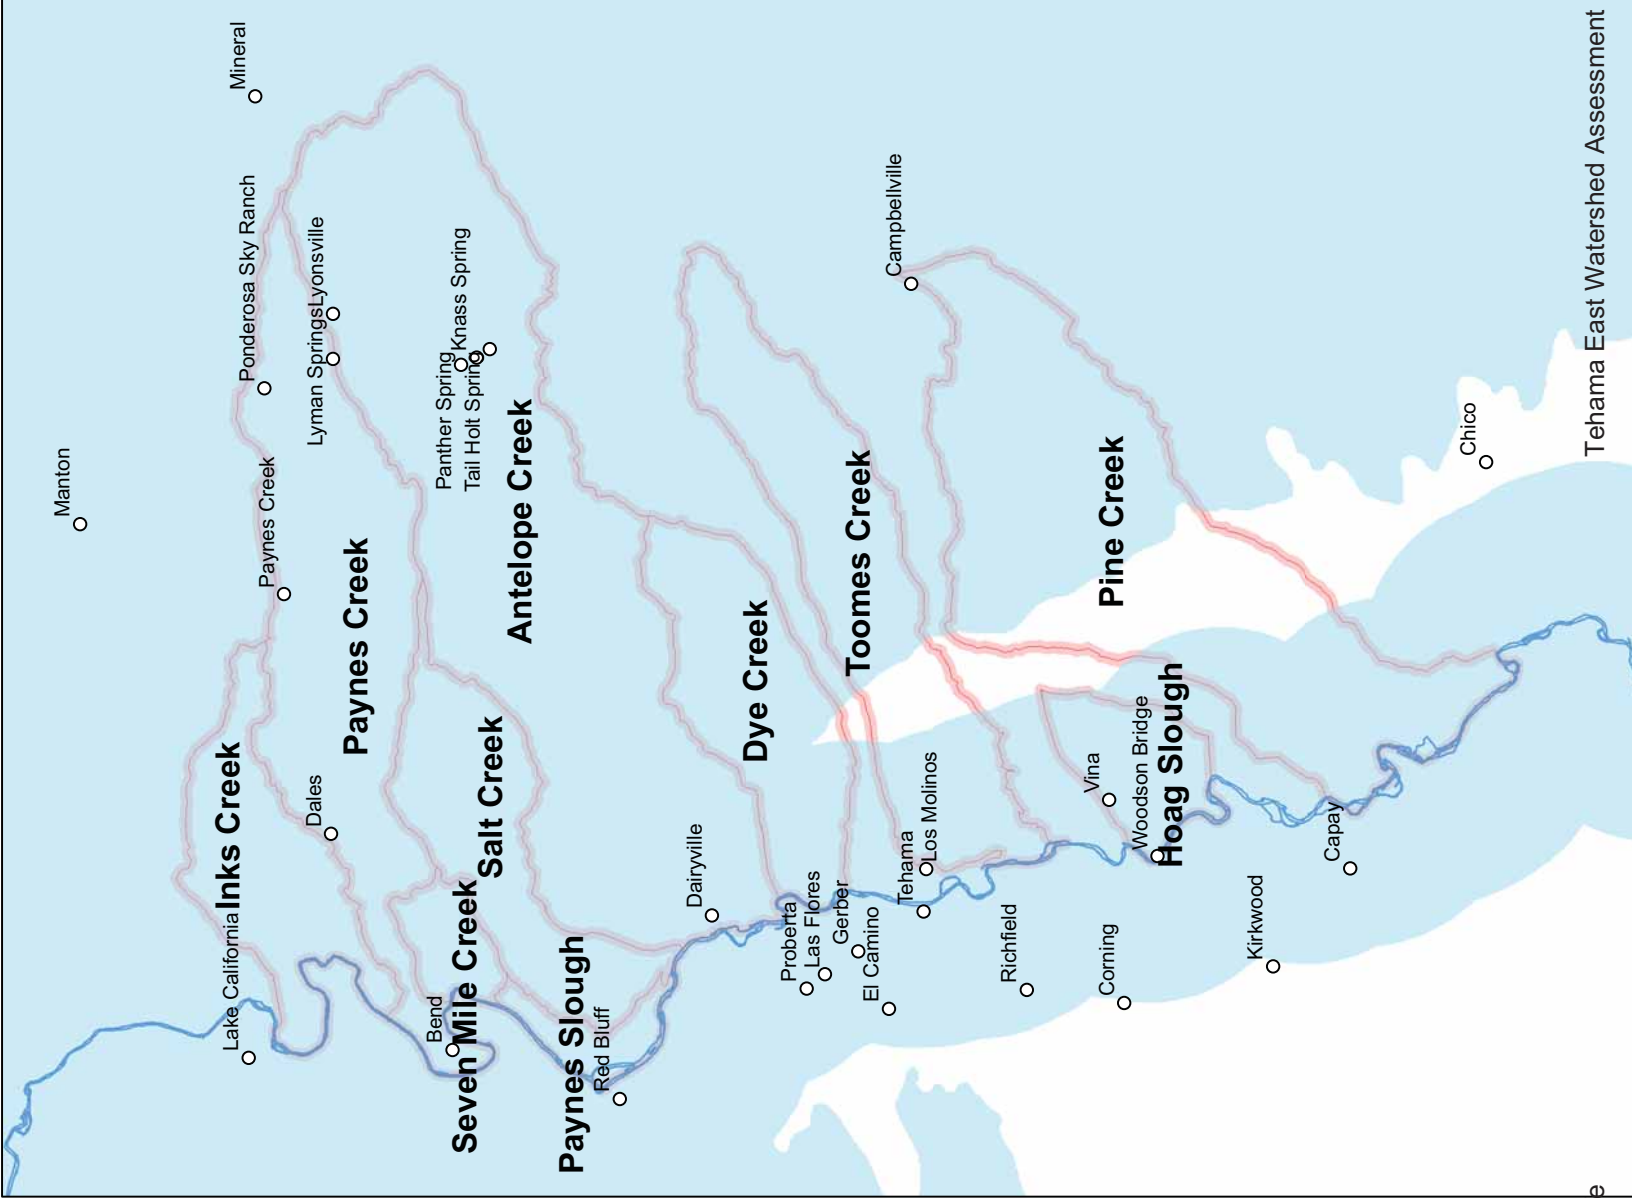 Manton
Mineral
Ponderosa Sky Ranch
Paynes Creek
Lake California
Inks Creek
Lyonsville
Lyman Springs
Dales
Paynes Creek
Knass Spring
Panther Spring
Tail Holt Spring
Bend
Seven Mile Creek
Salt Creek
Antelope Creek
Paynes Slough
Red Bluff
Dairyville
Dye Creek
Proberta
Las Flores
Gerber
El Camino
Toomes Creek
Campbellville
Tehama
Los Molinos
Richfield
Vina
Corning
Pine Creek
Woodson Bridge
Hoag Slough
Kirkwood
Capay
Chico
Tehama East Watershed Assessment
e